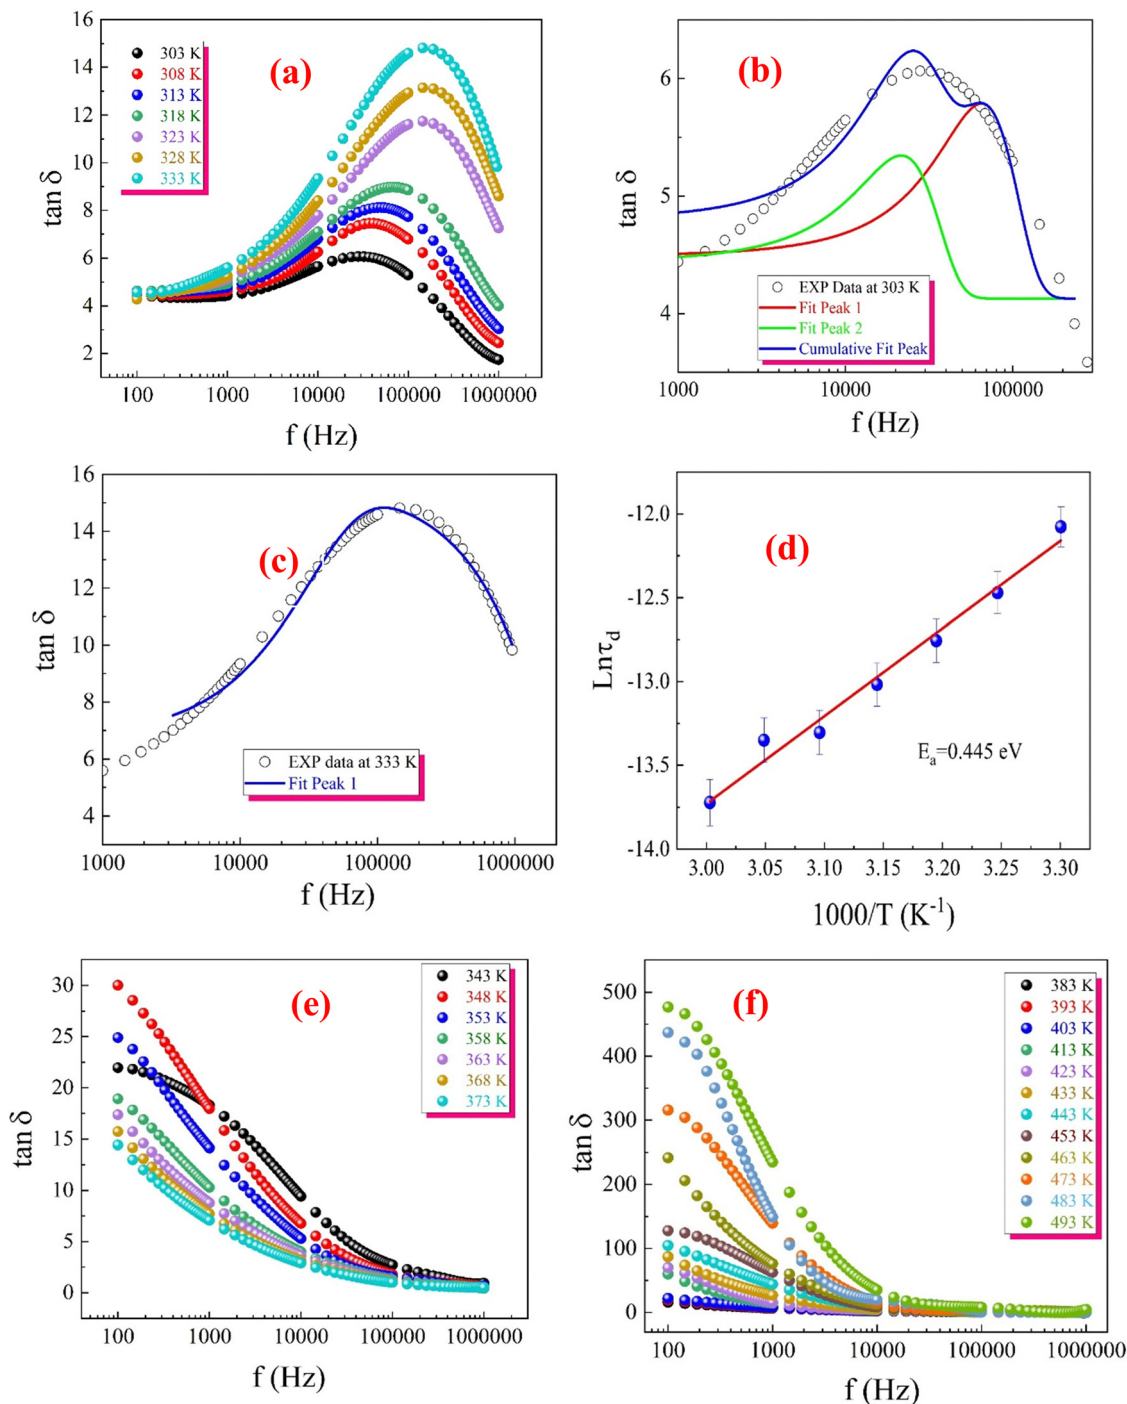 16
14
12
10
8
6
4
2
tan δ
303 K
308 K
313 K
318 K
323 K
328 K
333 K
(a)
100
1000
10000
100000
1000000
f (Hz)
6
5
4
tan δ
(b)
EXP Data at 303 K
Fit Peak 1
Fit Peak 2
Cumulative Fit Peak
1000
10000
100000
f (Hz)
16
14
12
10
8
6
4
tan δ
(c)
EXP data at 333 K
Fit Peak 1
1000
10000
100000
1000000
f (Hz)
-12.0
-12.5
-13.0
-13.5
-14.0
Lnτd
(d)
Ea=0.445 eV
3.00
3.05
3.10
3.15
3.20
3.25
3.30
1000/T (K-1)
30
25
20
15
10
5
0
tan δ
(e)
343 K
348 K
353 K
358 K
363 K
368 K
373 K
100
1000
10000
100000
1000000
f (Hz)
500
400
300
200
100
0
tan δ
(f)
383 K
393 K
403 K
413 K
423 K
433 K
443 K
453 K
463 K
473 K
483 K
493 K
100
1000
10000
100000
1000000
f (Hz)